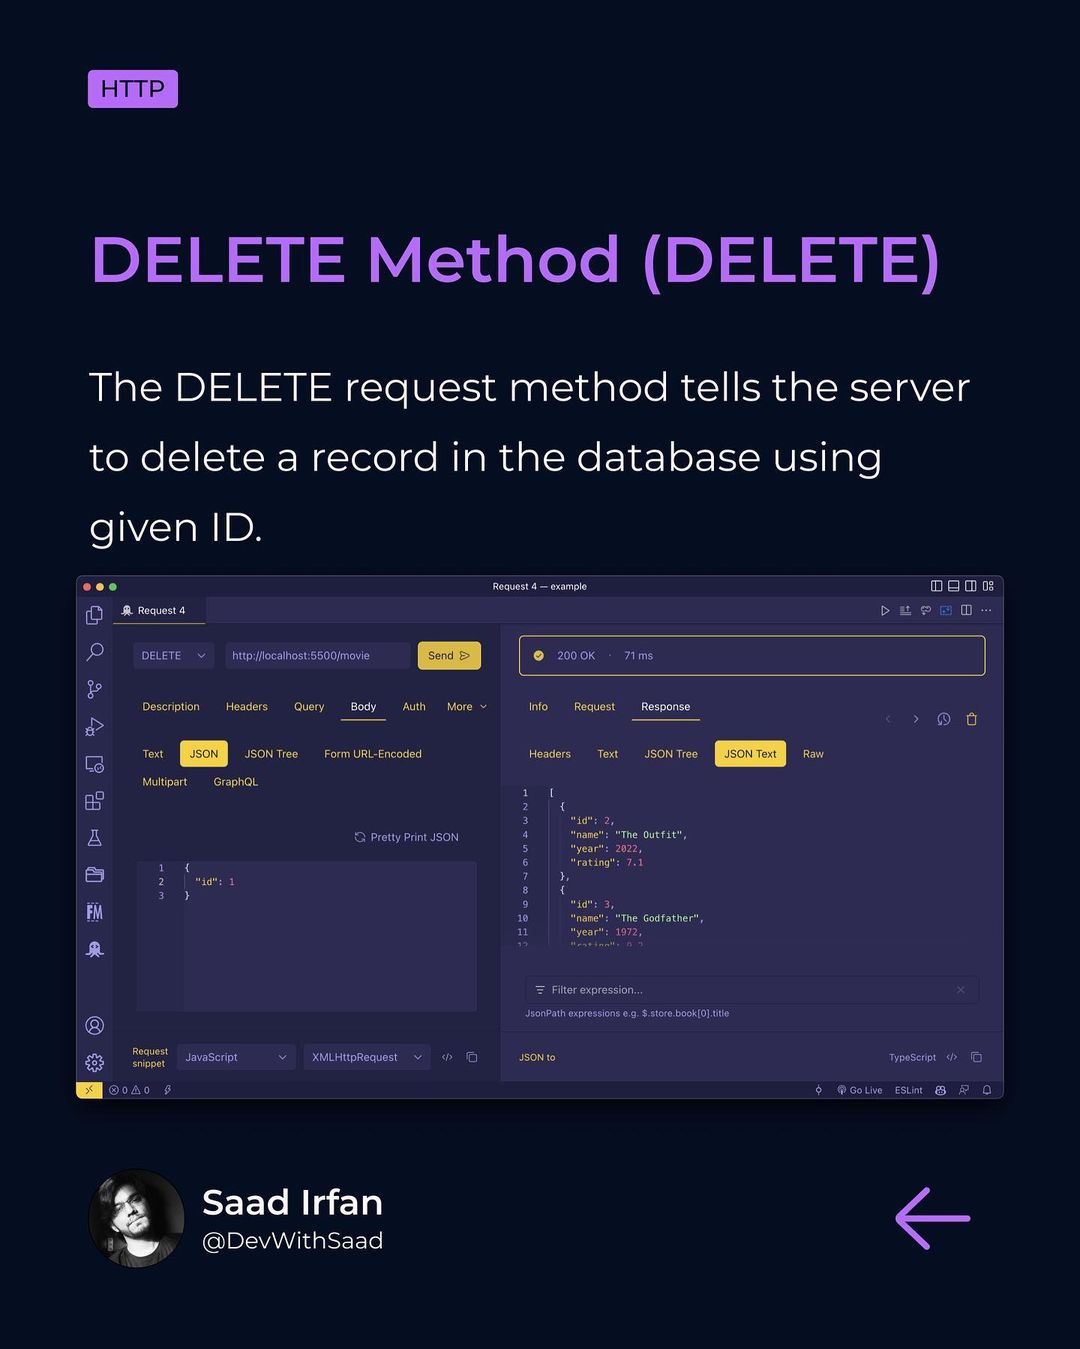 HTTP
DELETE Method (DELETE)
The DELETE request method tells the server
to delete a record in the database using
given ID.
Request 4 — example
Request 4
DELETE
http://localhost:5500/movie
Send
200 OK · 71 ms
Description Headers Query Body Auth More
Info Request Response
Text JSON JSON Tree Form URL-Encoded
Multipart GraphQL
Headers Text JSON Tree JSON Text Raw
Pretty Print JSON
1 {
2 "id": 1
3 }
1 [
2 {
3 "id": 2,
4 "name": "The Outfit",
5 "year": 2022,
6 "rating": 7.1
7 },
8 {
9 "id": 3,
10 "name": "The Godfather",
11 "year": 1972,
12 "rating": 9.2
FM
Filter expression...
JsonPath expressions e.g. $.store.book[0].title
Request
snippet
JavaScript
XMLHttpRequest
JSON to
TypeScript
0 0
Go Live
ESLint
Saad Irfan
@DevWithSaad